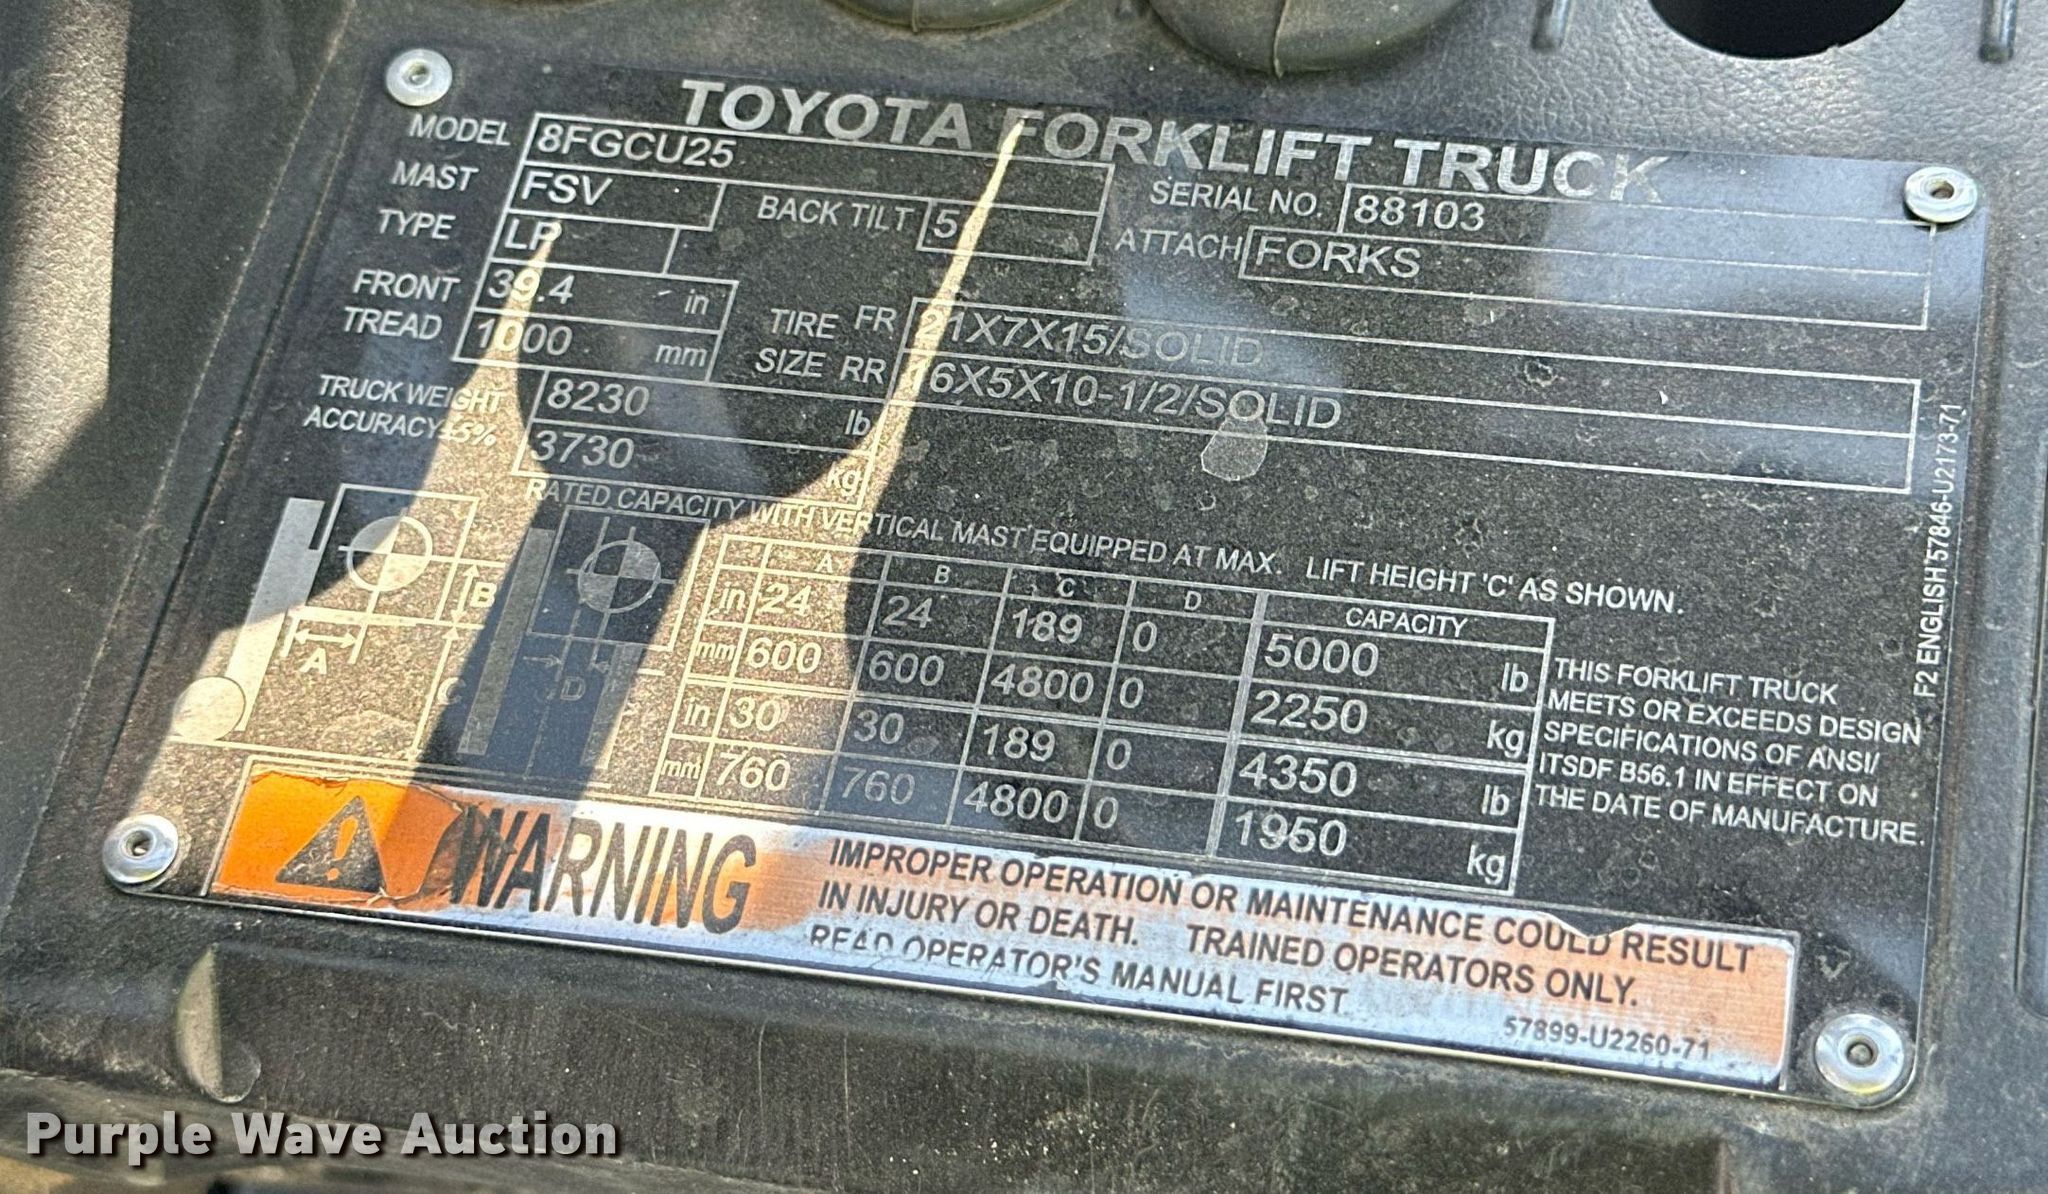 TOYOTA FORKLIFT TRUCK
MODEL 8FGCU25 SERIAL NO. 88103
MAST FSV BACK TILT 5 ATTACH FORKS
TYPE LP
FRONT TREAD 39.4 in
1000 mm
TIRE SIZE FR 21X7X15/SOLID
RR 16X5X10-1/2/SOLID
TRUCK WEIGHT 8230 lb
ACCURACY±5% 3730 kg
RATED CAPACITY WITH VERTICAL MAST EQUIPPED AT MAX. LIFT HEIGHT 'C' AS SHOWN.
A B C D CAPACITY
in 24 24 189 0 5000 lb
mm 600 600 4800 0 2250 kg
in 30 30 189 0 4350 lb
mm 760 760 4800 0 1950 kg
A
B
C
D
THIS FORKLIFT TRUCK
MEETS OR EXCEEDS DESIGN
SPECIFICATIONS OF ANSI/
ITSDF B56.1 IN EFFECT ON
THE DATE OF MANUFACTURE.
F2 ENGLISH 57846-U2173-71
WARNING
IMPROPER OPERATION OR MAINTENANCE COULD RESULT
IN INJURY OR DEATH. TRAINED OPERATORS ONLY.
READ OPERATOR'S MANUAL FIRST.
57899-U2260-71
Purple Wave Auction